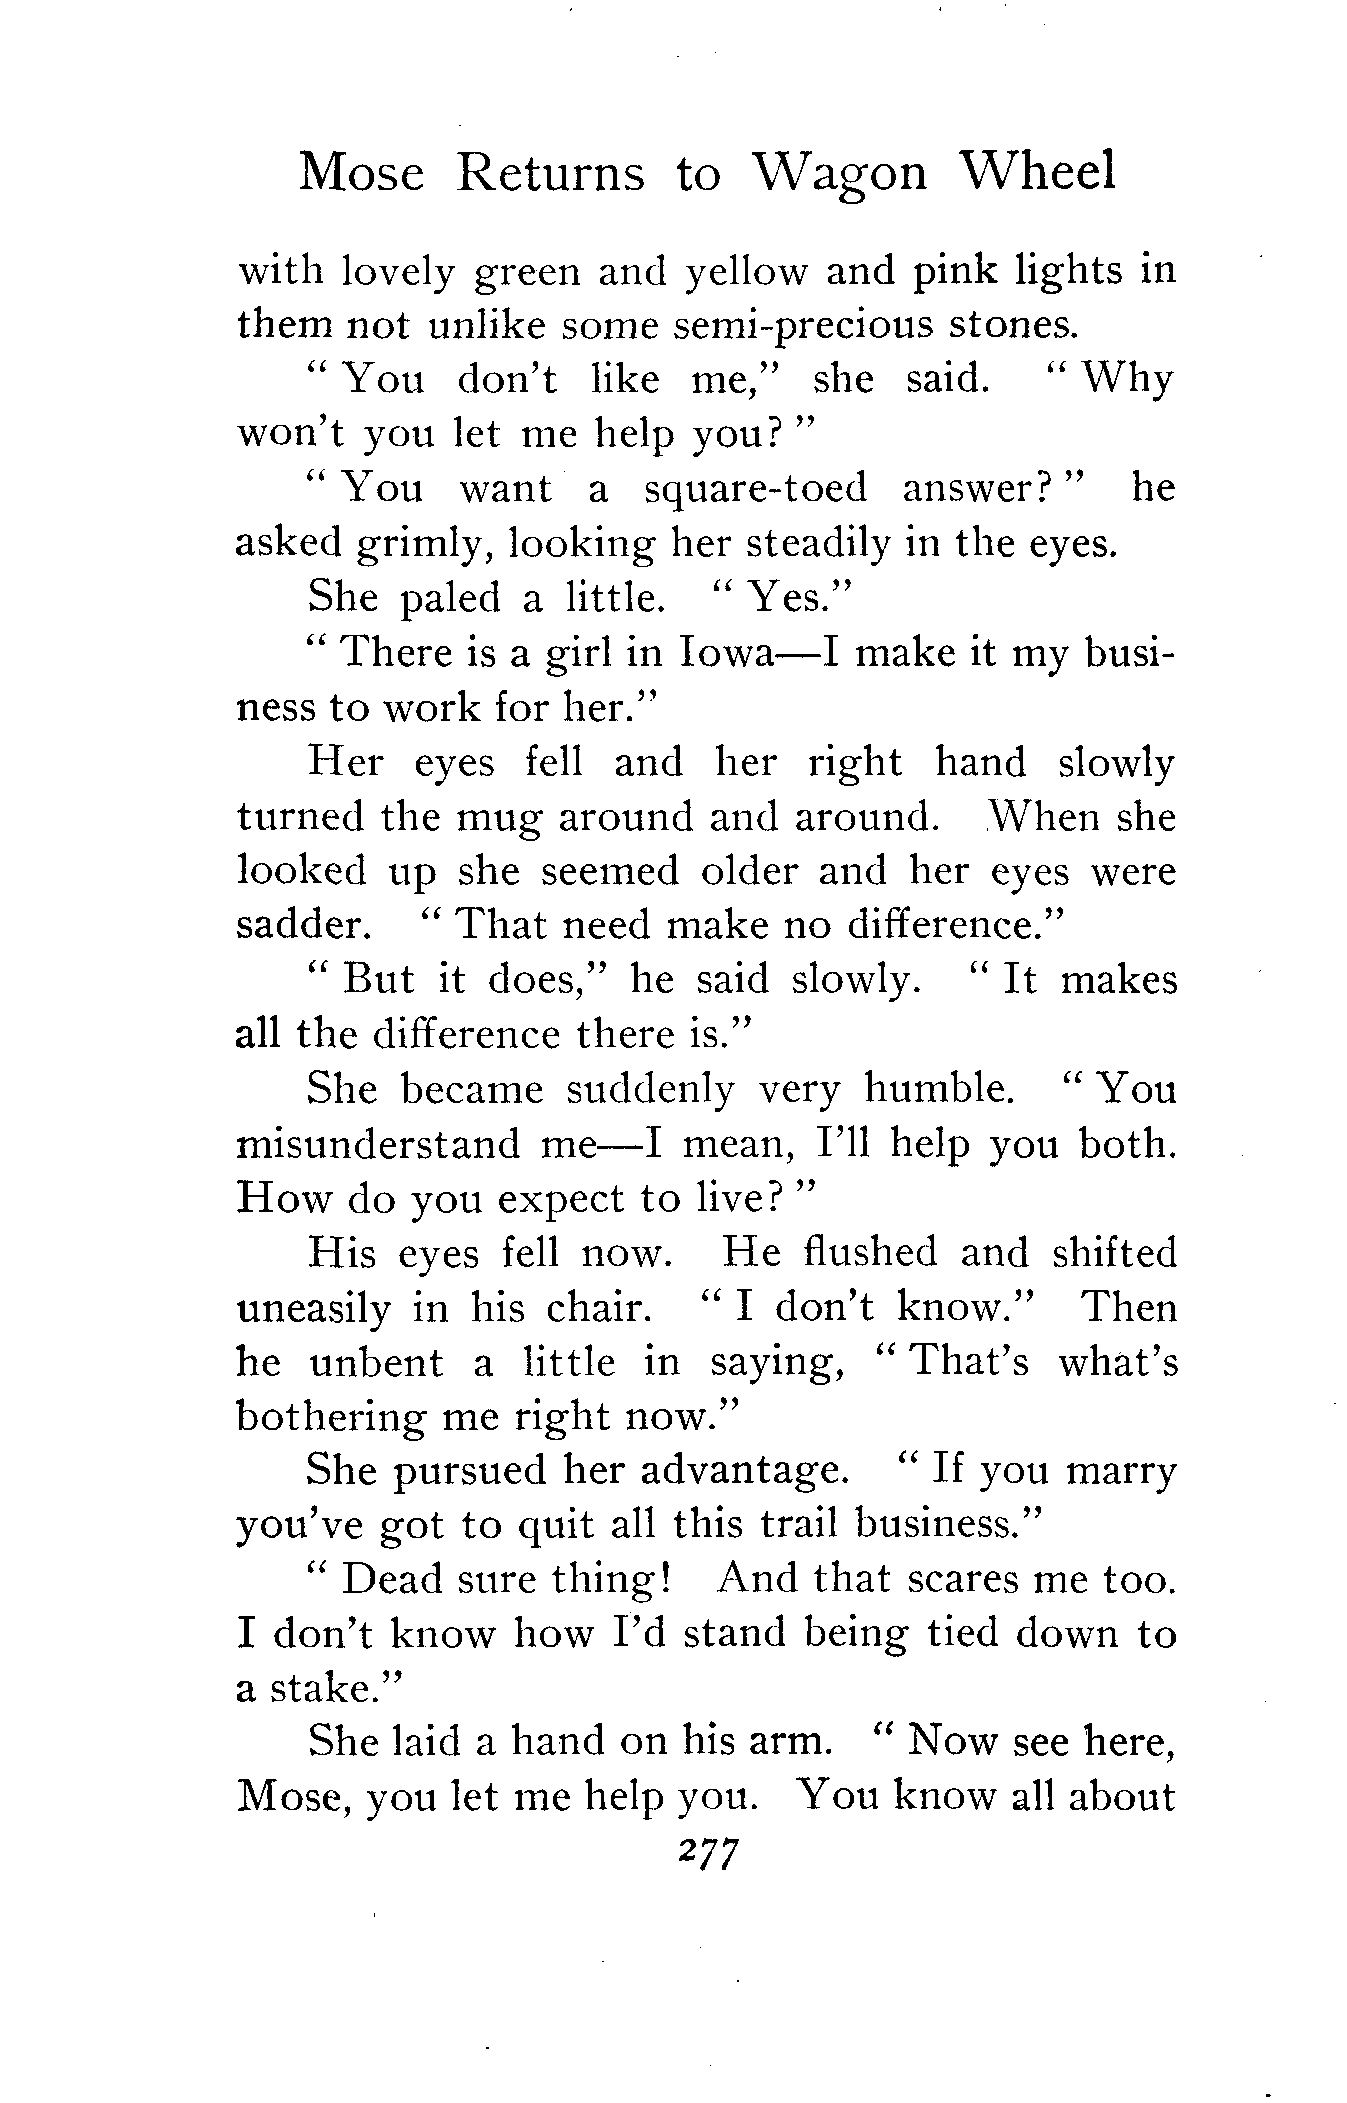 Mose Returns to Wagon Wheel
with lovely green and yellow and pink lights in
them not unlike some semi-precious stones.
“ You don’t like me,” she said. “ Why
won’t you let me help you? ”
“ You want a square-toed answer? ” he
asked grimly, looking her steadily in the eyes.
She paled a little. “ Yes.”
“ There is a girl in Iowa—I make it my busi-
ness to work for her.”
Her eyes fell and her right hand slowly
turned the mug around and around. When she
looked up she seemed older and her eyes were
sadder. “ That need make no difference.”
“ But it does,” he said slowly. “ It makes
all the difference there is.”
She became suddenly very humble. “ You
misunderstand me—I mean, I’ll help you both.
How do you expect to live? ”
His eyes fell now. He flushed and shifted
uneasily in his chair. “ I don’t know.” Then
he unbent a little in saying, “ That’s what’s
bothering me right now.”
She pursued her advantage. “ If you marry
you’ve got to quit all this trail business.”
“ Dead sure thing! And that scares me too.
I don’t know how I’d stand being tied down to
a stake.”
She laid a hand on his arm. “ Now see here,
Mose, you let me help you. You know all about
277